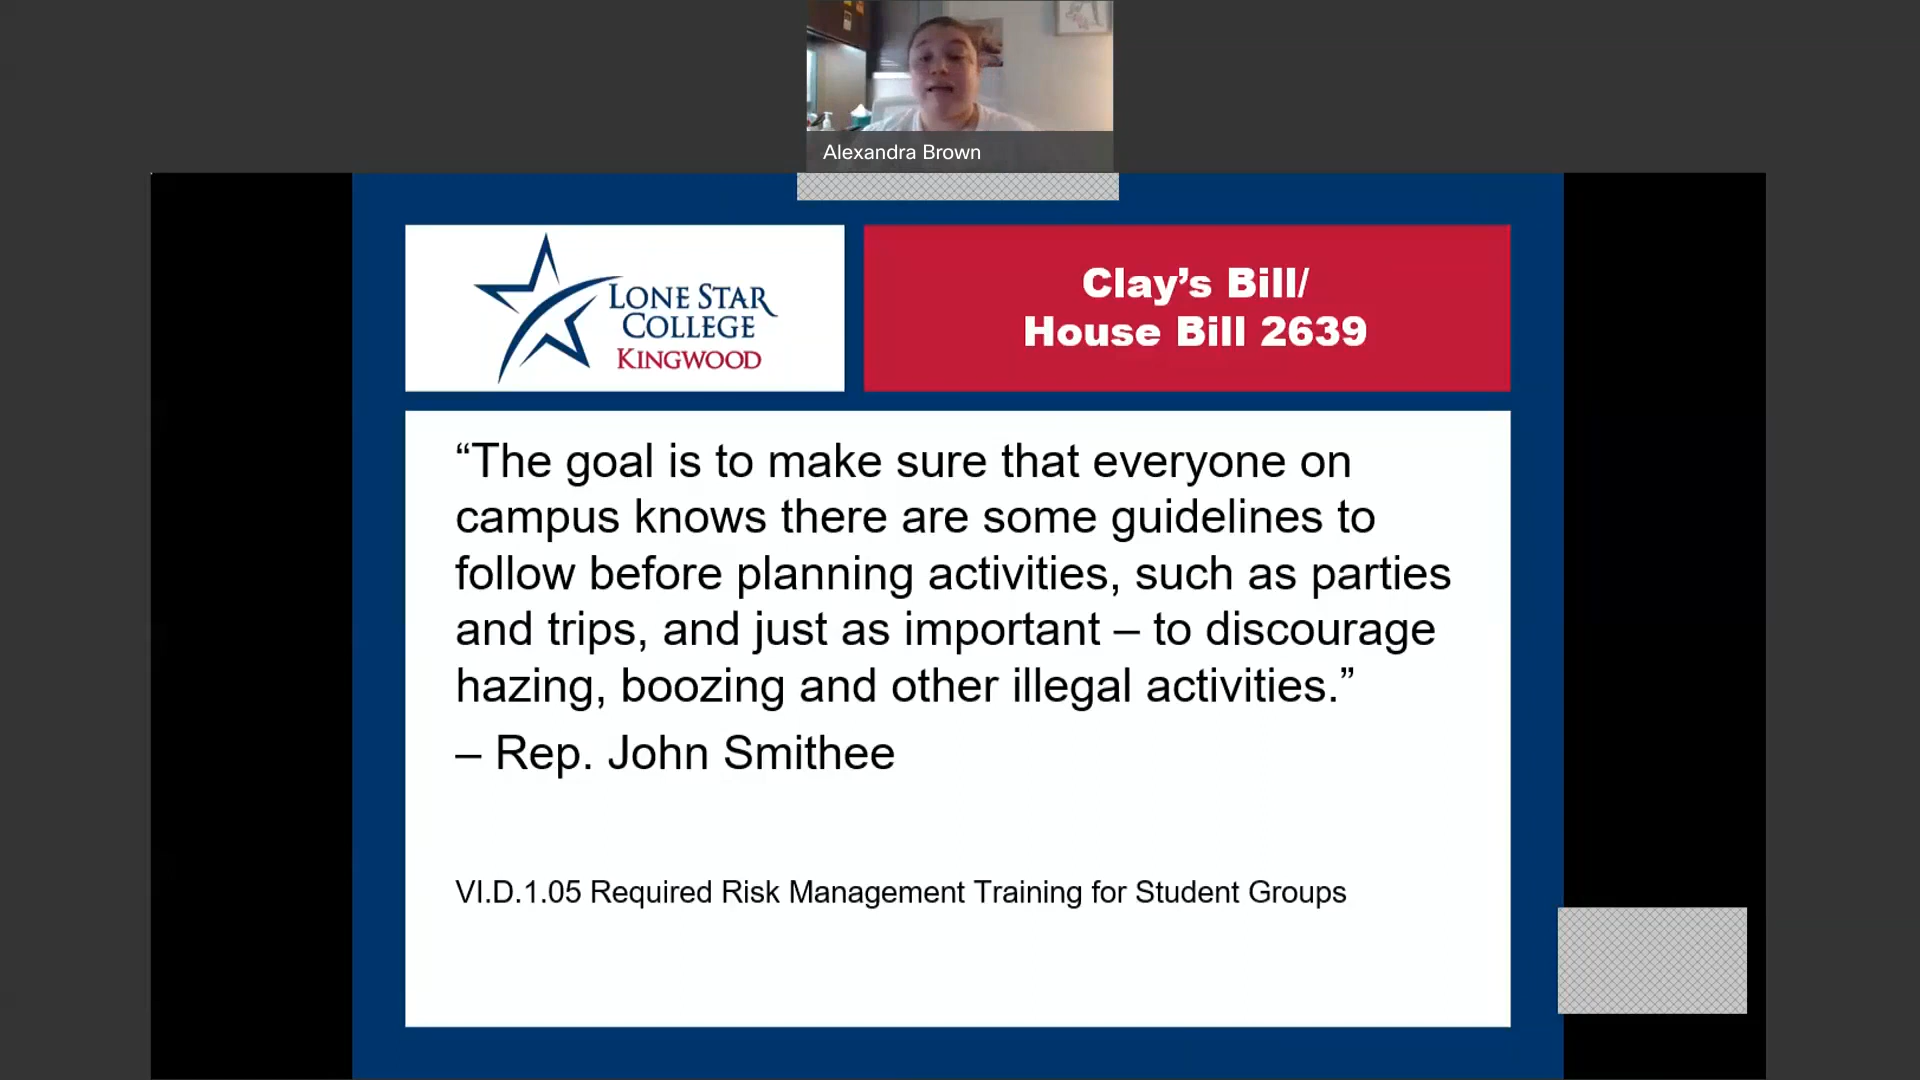 Alexandra Brown
LONE STAR
COLLEGE
KINGWOOD
Clay’s Bill/
House Bill 2639
“The goal is to make sure that everyone on
campus knows there are some guidelines to
follow before planning activities, such as parties
and trips, and just as important – to discourage
hazing, boozing and other illegal activities.”
– Rep. John Smithee
VI.D.1.05 Required Risk Management Training for Student Groups